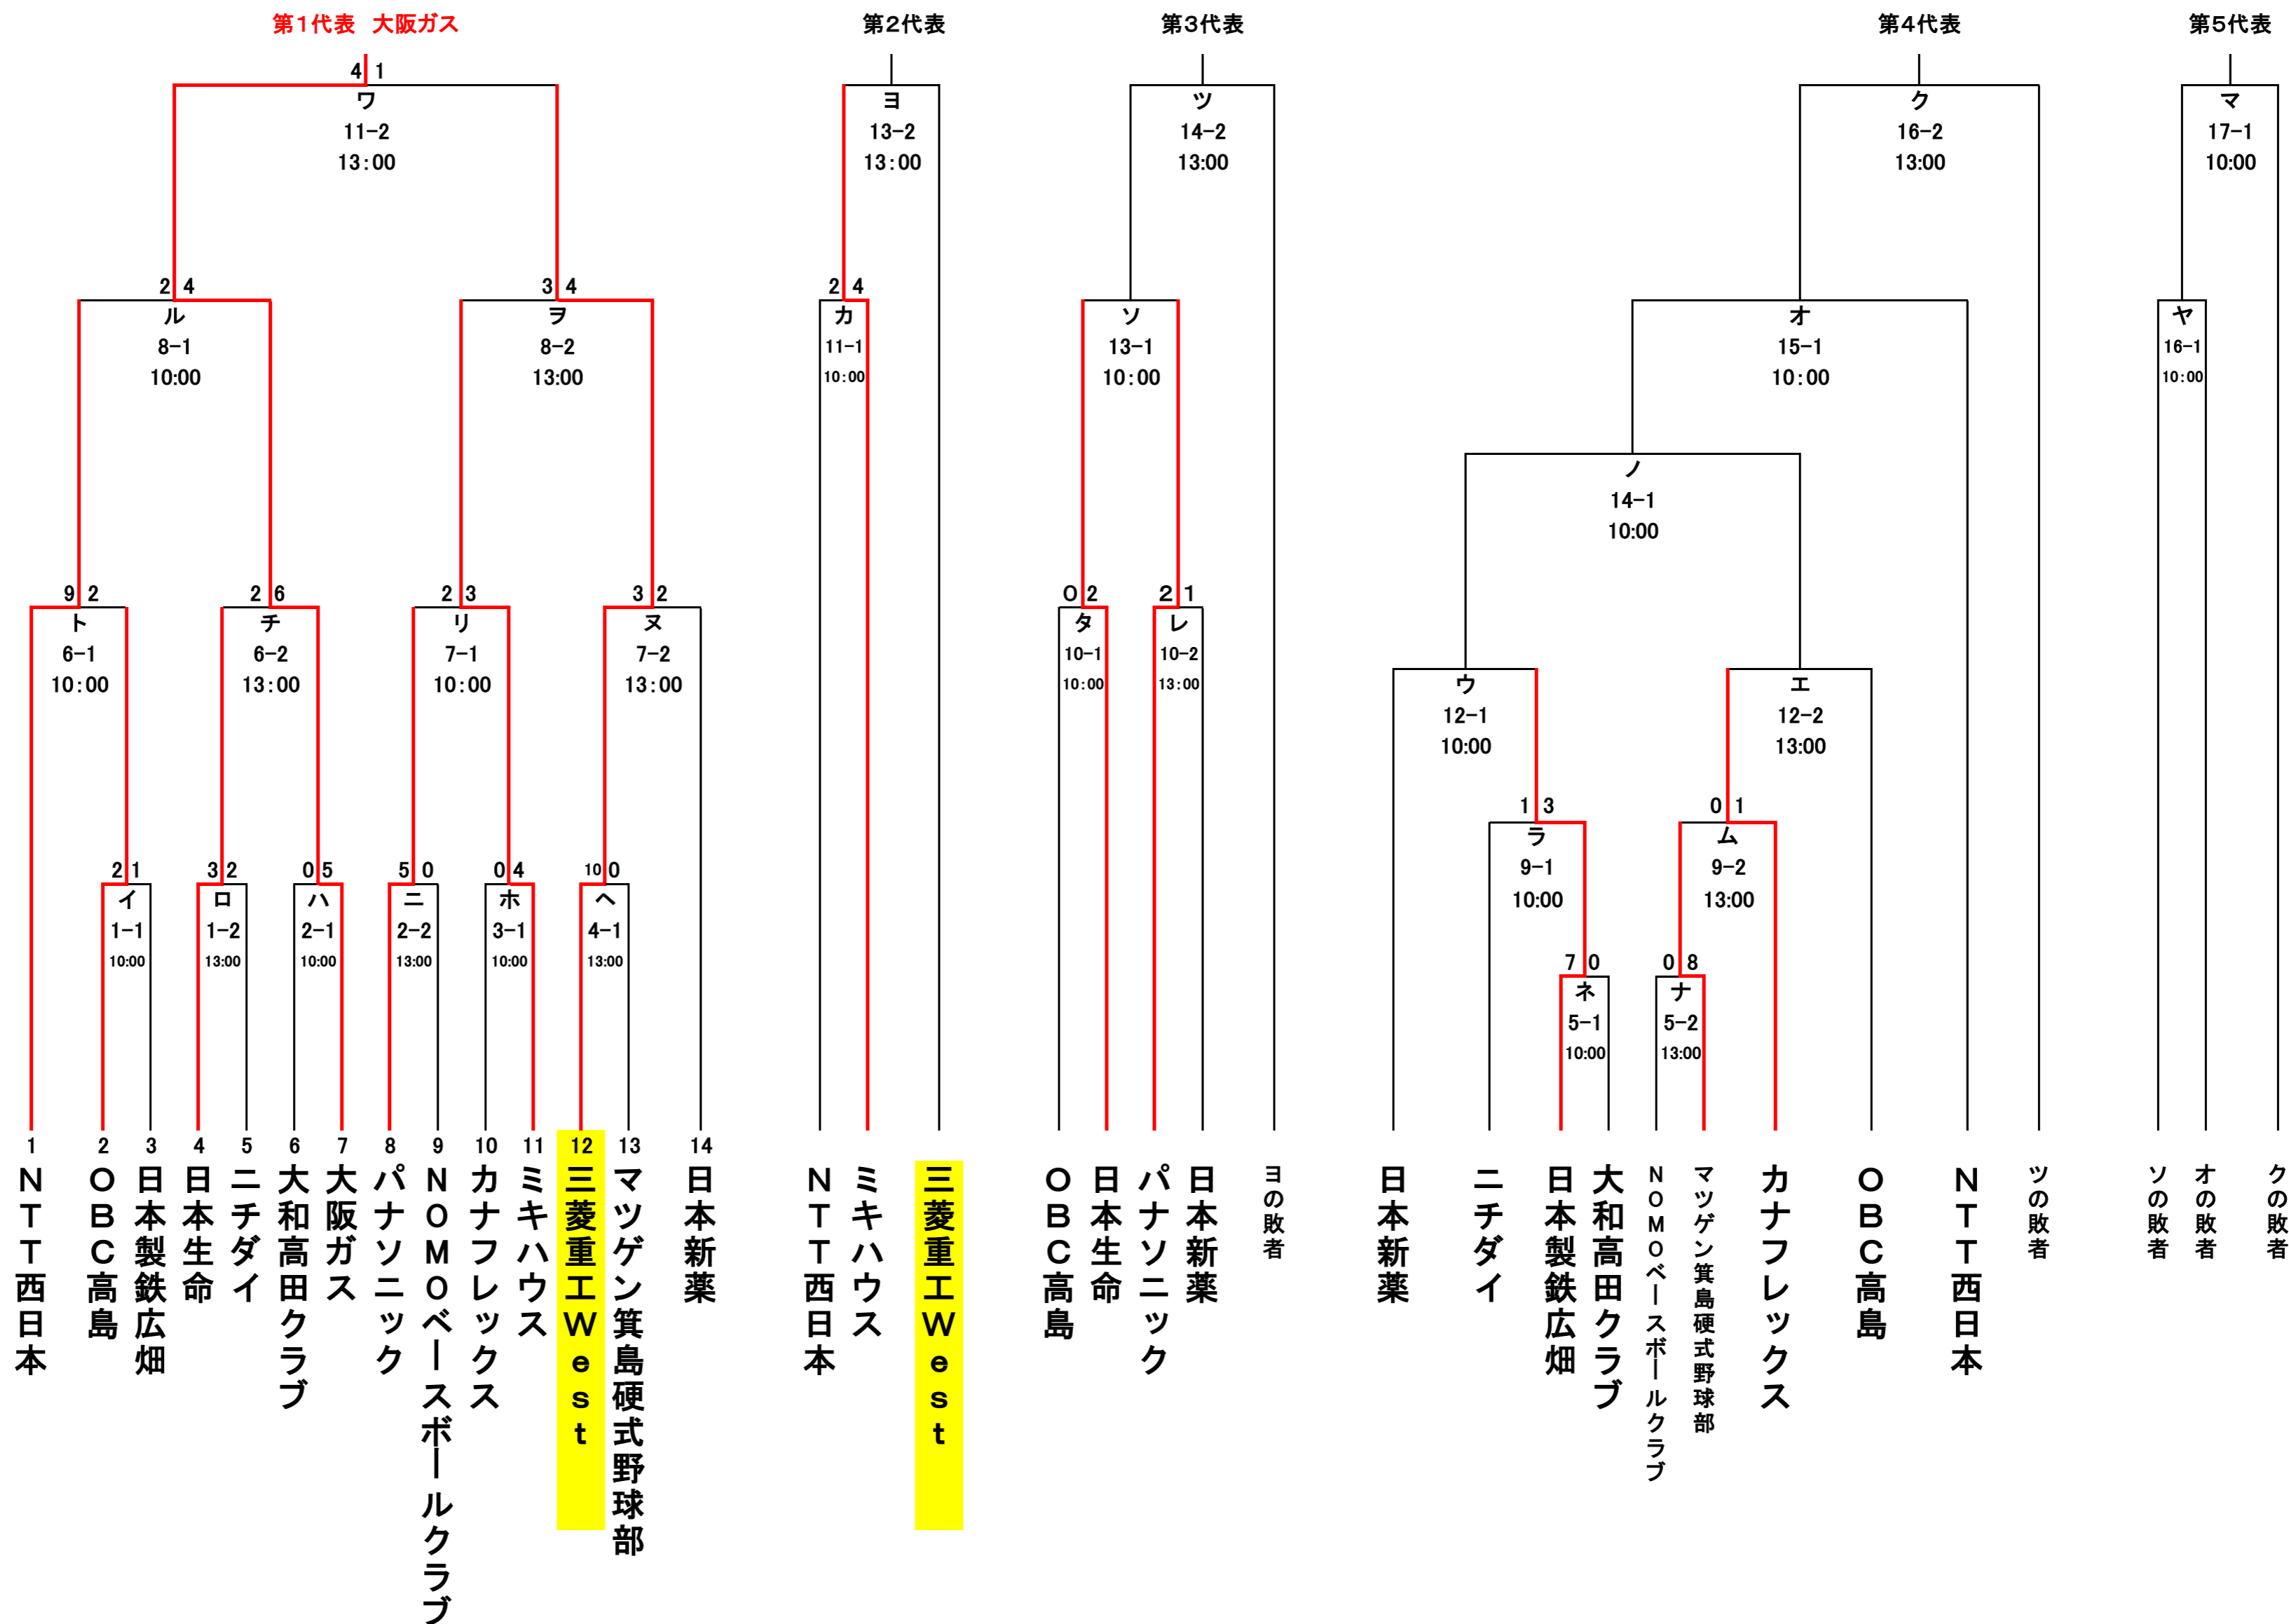 第1代表　大阪ガス
第2代表
第3代表
第4代表
第5代表
4 1
ワ
11-2
13:00
ヨ
13-2
13:00
ツ
14-2
13:00
ク
16-2
13:00
マ
17-1
10:00
2 4
ル
8-1
10:00
3 4
ヲ
8-2
13:00
2 4
カ
11-1
10:00
ソ
13-1
10:00
オ
15-1
10:00
ヤ
16-1
10:00
ノ
14-1
10:00
9 2
ト
6-1
10:00
2 6
チ
6-2
13:00
2 3
リ
7-1
10:00
3 2
ヌ
7-2
13:00
0 2
タ
10-1
10:00
2 1
レ
10-2
13:00
ウ
12-1
10:00
エ
12-2
13:00
1 3
ラ
9-1
10:00
0 1
ム
9-2
13:00
2 1
イ
1-1
10:00
3 2
ロ
1-2
13:00
0 5
ハ
2-1
10:00
5 0
ニ
2-2
13:00
0 4
ホ
3-1
10:00
10 0
ヘ
4-1
13:00
7 0
ネ
5-1
10:00
0 8
ナ
5-2
13:00
1
NTT西日本
2
OBC高島
3
日本製鉄広畑
4
日本生命
5
ニチダイ
6
大和高田クラブ
7
大阪ガス
8
パナソニック
9
NOMOベースボールクラブ
10
カナフレックス
11
ミキハウス
12
三菱重工West
13
マツゲン箕島硬式野球部
14
日本新薬
NTT西日本
ミキハウス
三菱重工West
OBC高島
日本生命
パナソニック
日本新薬
ヨの敗者
日本新薬
ニチダイ
日本製鉄広畑
大和高田クラブ
NOMOベースボールクラブ
マツゲン箕島硬式野球部
カナフレックス
OBC高島
NTT西日本
ツの敗者
ソの敗者
オの敗者
クの敗者